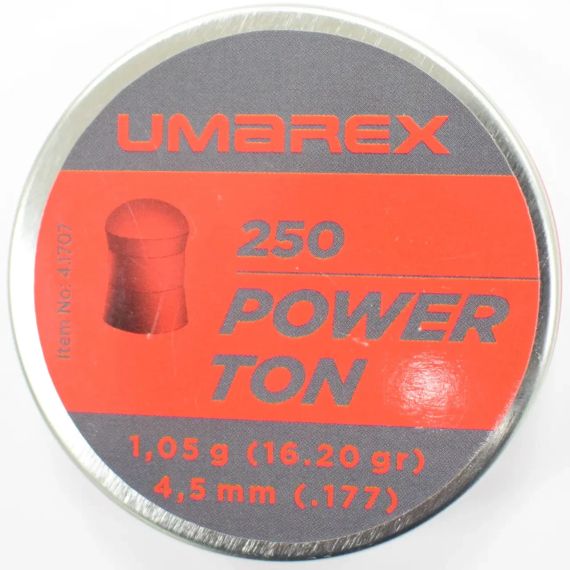 UMAREX
Item No: 4.1707
250
POWER
TON
1,05 g (16.20 gr)
4,5 mm (.177)